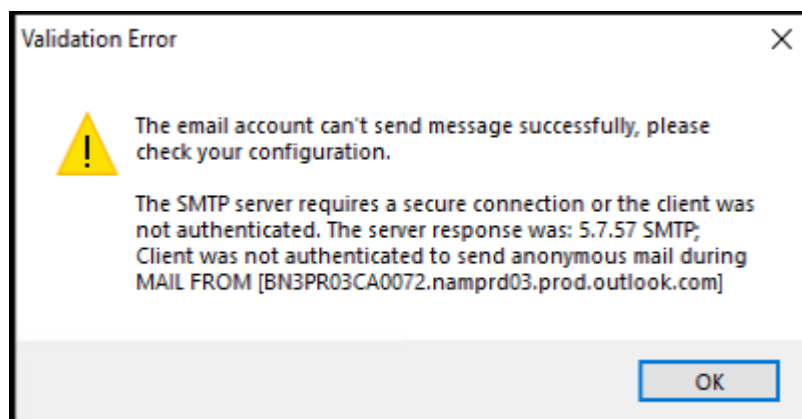 Validation Error
The email account can't send message successfully, please
check your configuration.
The SMTP server requires a secure connection or the client was
not authenticated. The server response was: 5.7.57 SMTP;
Client was not authenticated to send anonymous mail during
MAIL FROM [BN3PR03CA0072.namprd03.prod.outlook.com]
OK